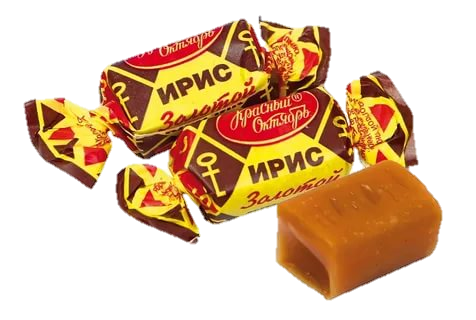 Красный
Октябрь
ИРИС
Золотой
Красный®
Октябрь
ИРИС
Золотой